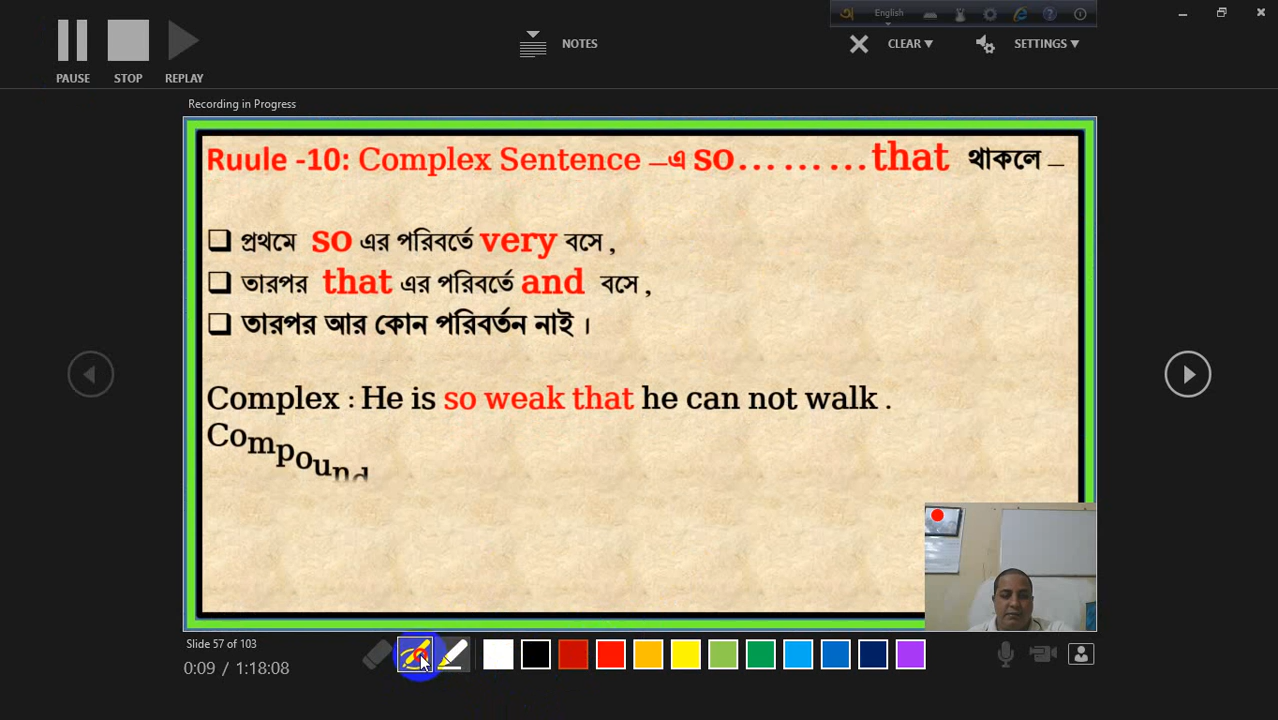 অ English
PAUSE STOP REPLAY NOTES CLEAR SETTINGS
Recording in Progress
Ruule -10: Complex Sentence –এ so………that থাকলে –
প্রথমে so এর পরিবর্তে very বসে ,
তারপর that এর পরিবর্তে and বসে ,
তারপর আর কোন পরিবর্তন নাই ।
Complex : He is so weak that he can not walk .
Compound
Slide 57 of 103
0:09 / 1:18:08